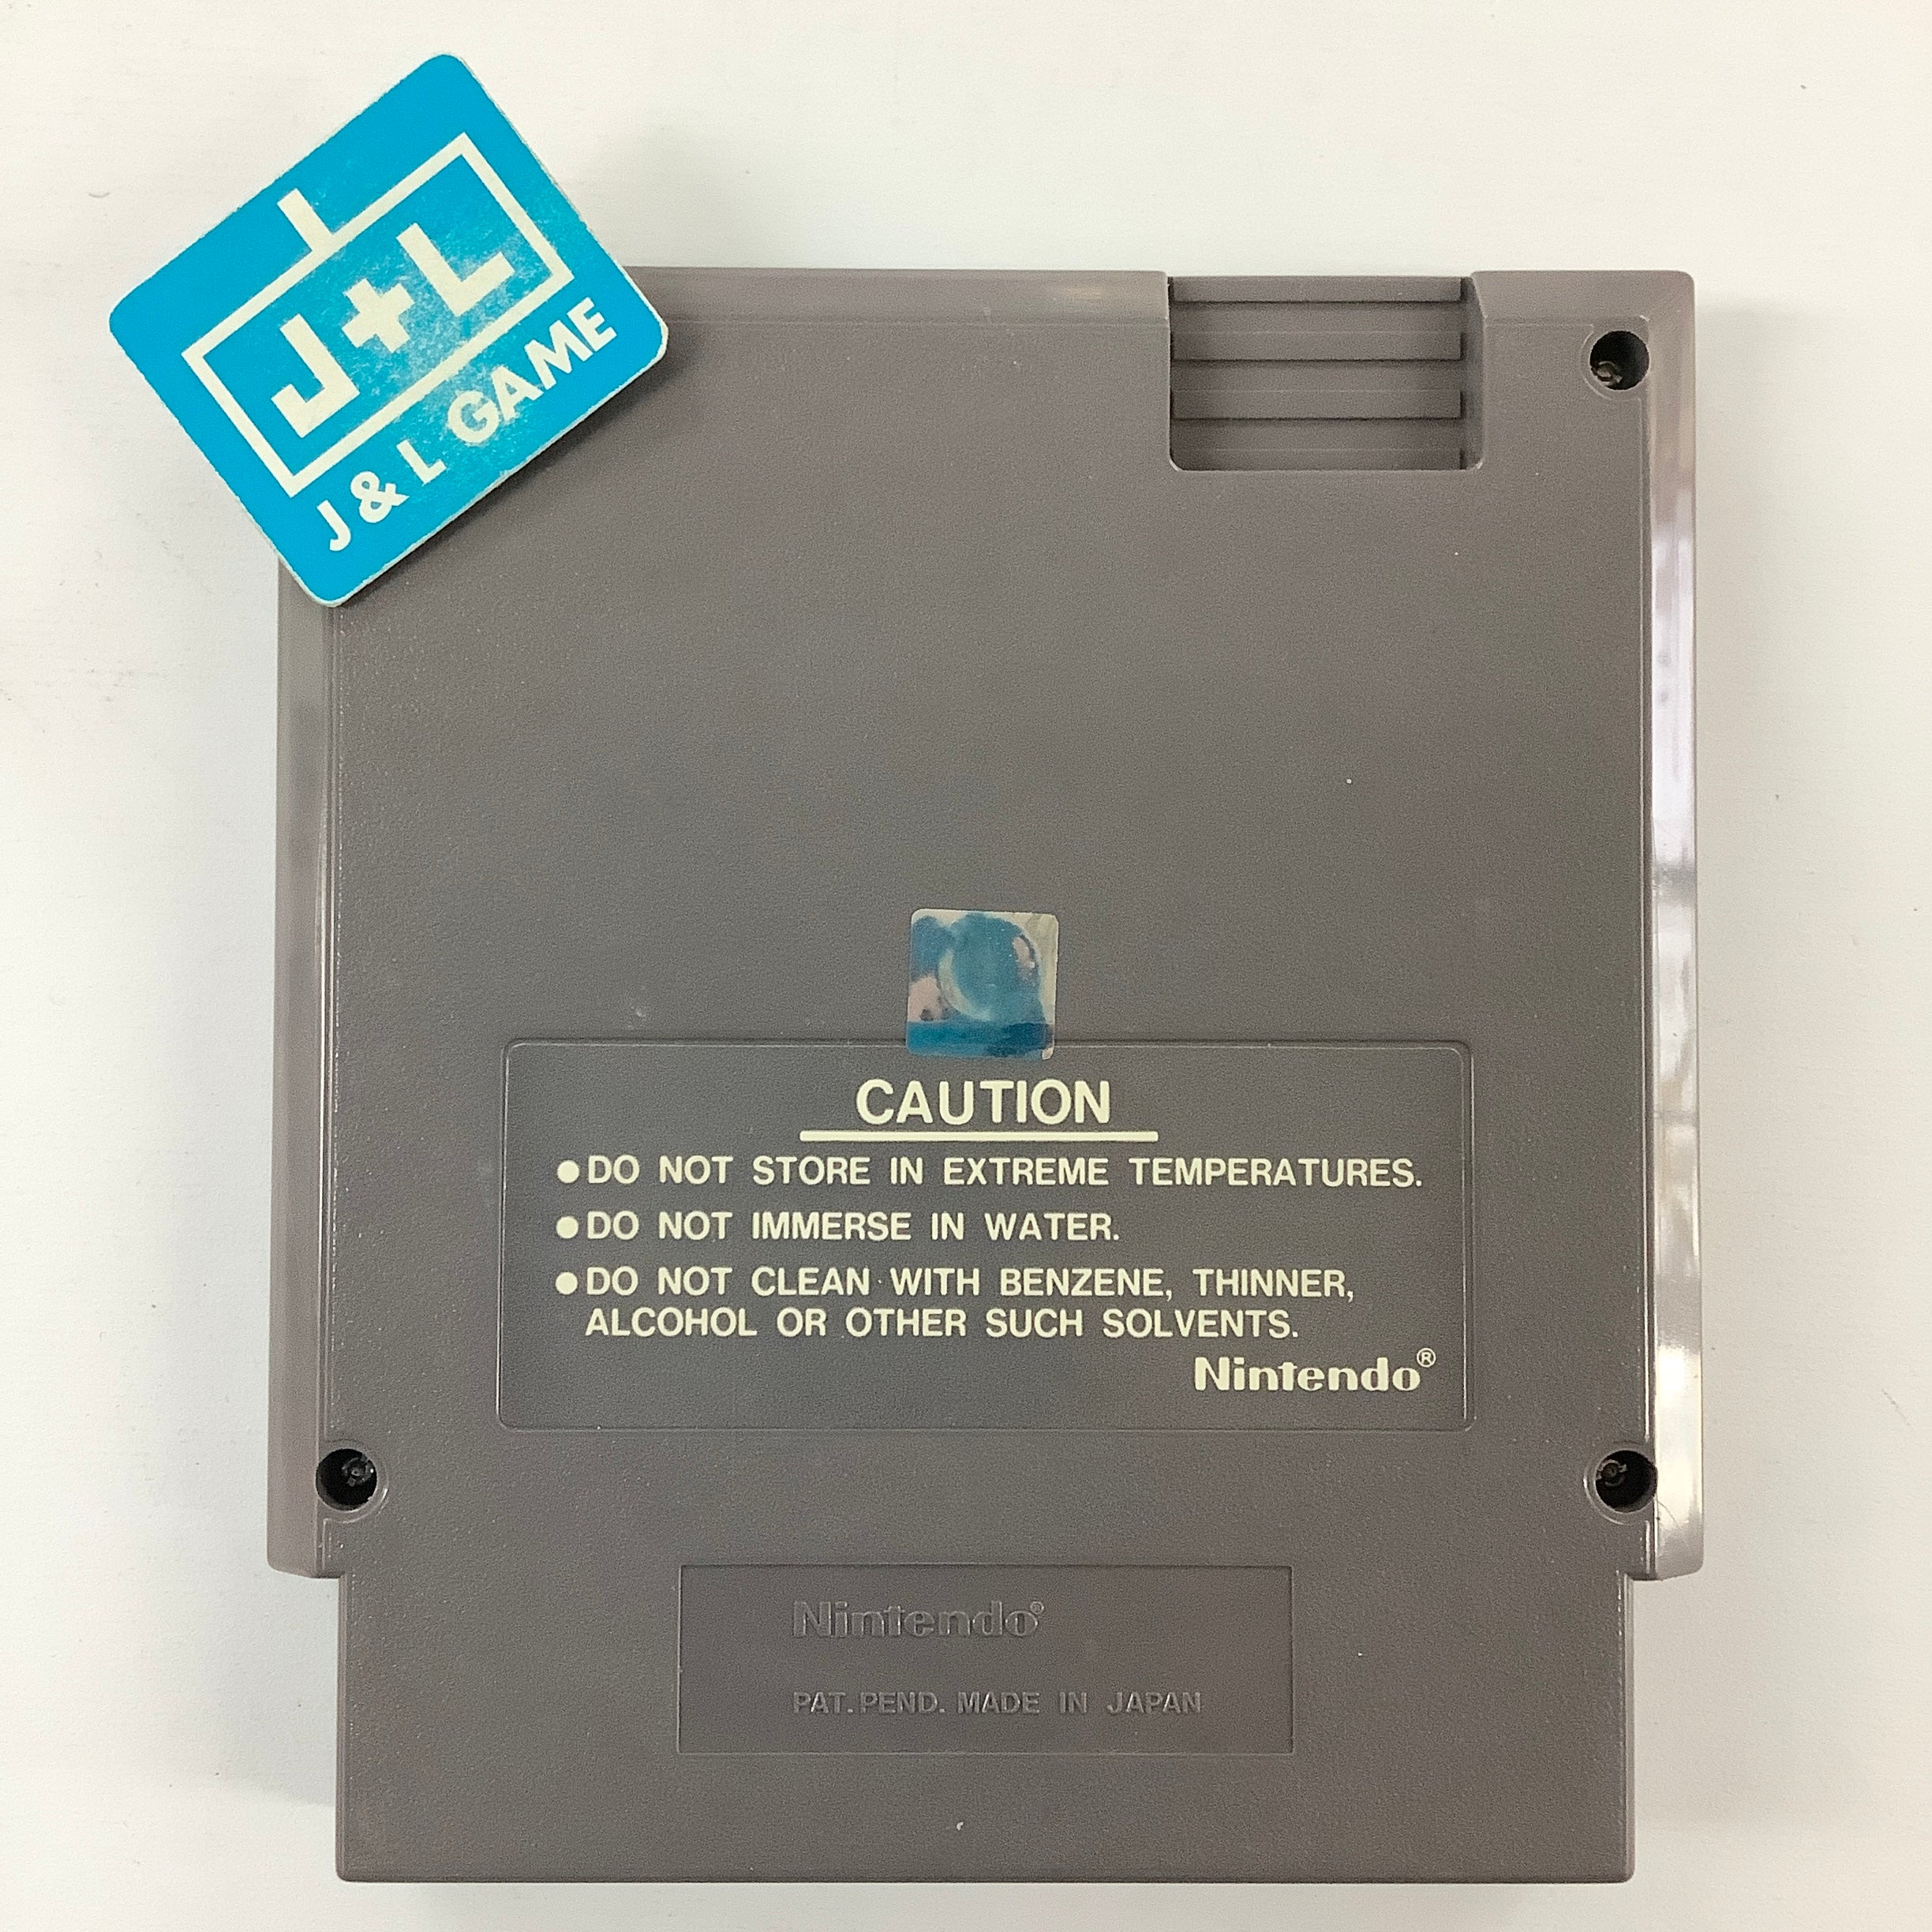 J+L
J & L GAME
CAUTION
●DO NOT STORE IN EXTREME TEMPERATURES.
●DO NOT IMMERSE IN WATER.
●DO NOT CLEAN WITH BENZENE, THINNER,
ALCOHOL OR OTHER SUCH SOLVENTS.
Nintendo®
Nintendo®
PAT. PEND. MADE IN JAPAN